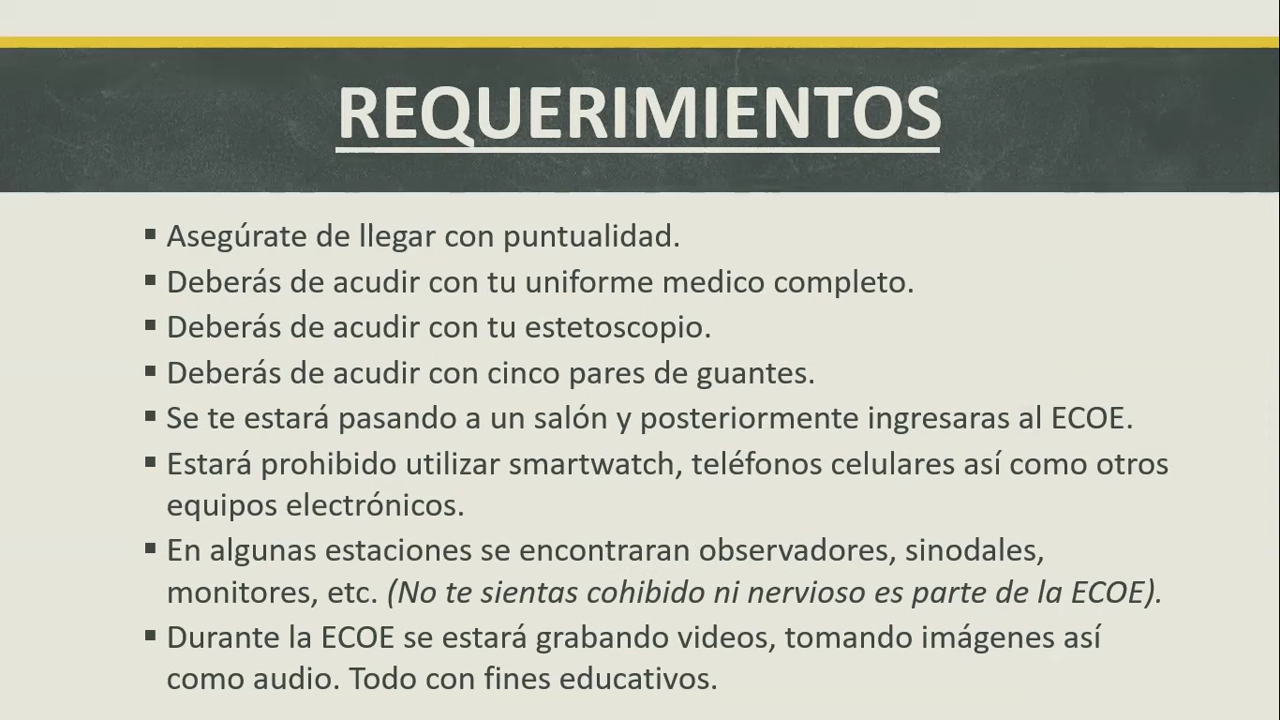 REQUERIMIENTOS
▪ Asegúrate de llegar con puntualidad.
▪ Deberás de acudir con tu uniforme medico completo.
▪ Deberás de acudir con tu estetoscopio.
▪ Deberás de acudir con cinco pares de guantes.
▪ Se te estará pasando a un salón y posteriormente ingresaras al ECOE.
▪ Estará prohibido utilizar smartwatch, teléfonos celulares así como otros
equipos electrónicos.
▪ En algunas estaciones se encontraran observadores, sinodales,
monitores, etc. (No te sientas cohibido ni nervioso es parte de la ECOE).
▪ Durante la ECOE se estará grabando videos, tomando imágenes así
como audio. Todo con fines educativos.